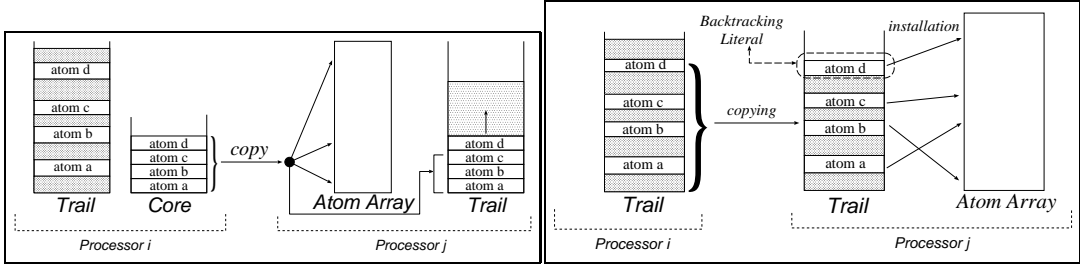 atom d
atom c
atom b
atom a
Trail
atom d
atom c
atom b
atom a
Core
copy
Atom Array
atom d
atom c
atom b
atom a
Trail
Processor i
Processor j
Backtracking
Literal
installation
atom d
atom c
atom b
atom a
Trail
copying
atom d
atom c
atom b
atom a
Trail
Atom Array
Processor i
Processor j